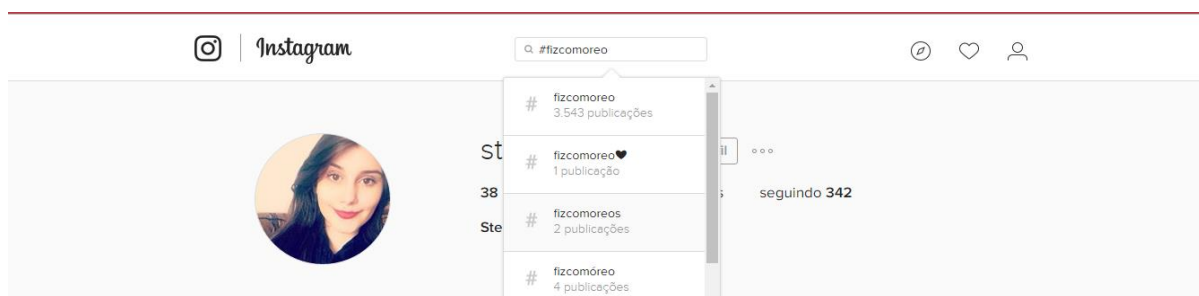 Instagram
#fizcomoreo
# fizcomoreo
3.543 publicações
# fizcomoreo♥
1 publicação
# fizcomoreos
2 publicações
# fizcomóreo
4 publicações
st
il
38
s
seguindo 342
Ste